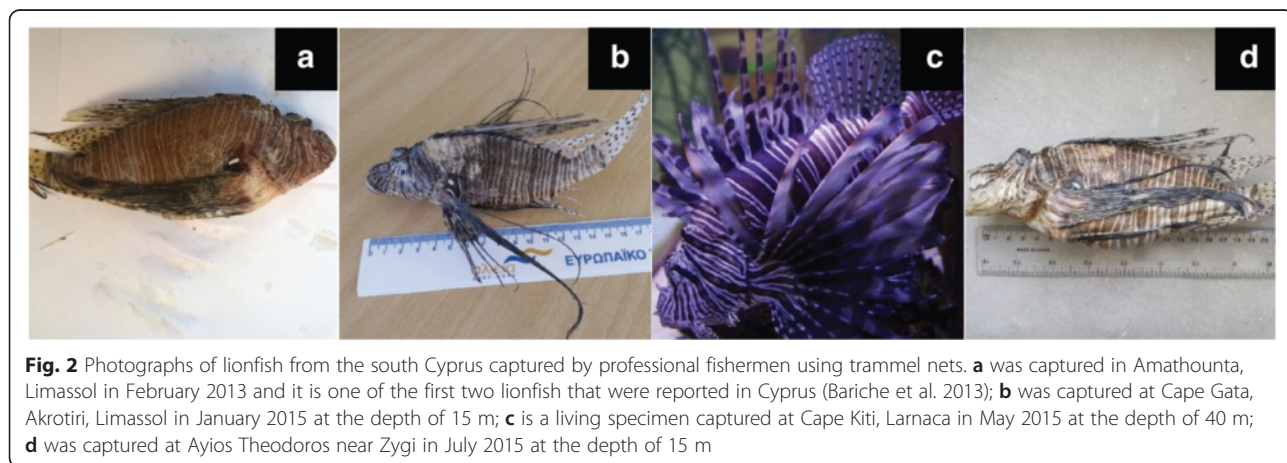 a
b
c
d
ΕΥΡΩΠΑΪΚΟ
Fig. 2 Photographs of lionfish from the south Cyprus captured by professional fishermen using trammel nets. a was captured in Amathounta,
Limassol in February 2013 and it is one of the first two lionfish that were reported in Cyprus (Bariche et al. 2013); b was captured at Cape Gata,
Akrotiri, Limassol in January 2015 at the depth of 15 m; c is a living specimen captured at Cape Kiti, Larnaca in May 2015 at the depth of 40 m;
d was captured at Ayios Theodoros near Zygi in July 2015 at the depth of 15 m